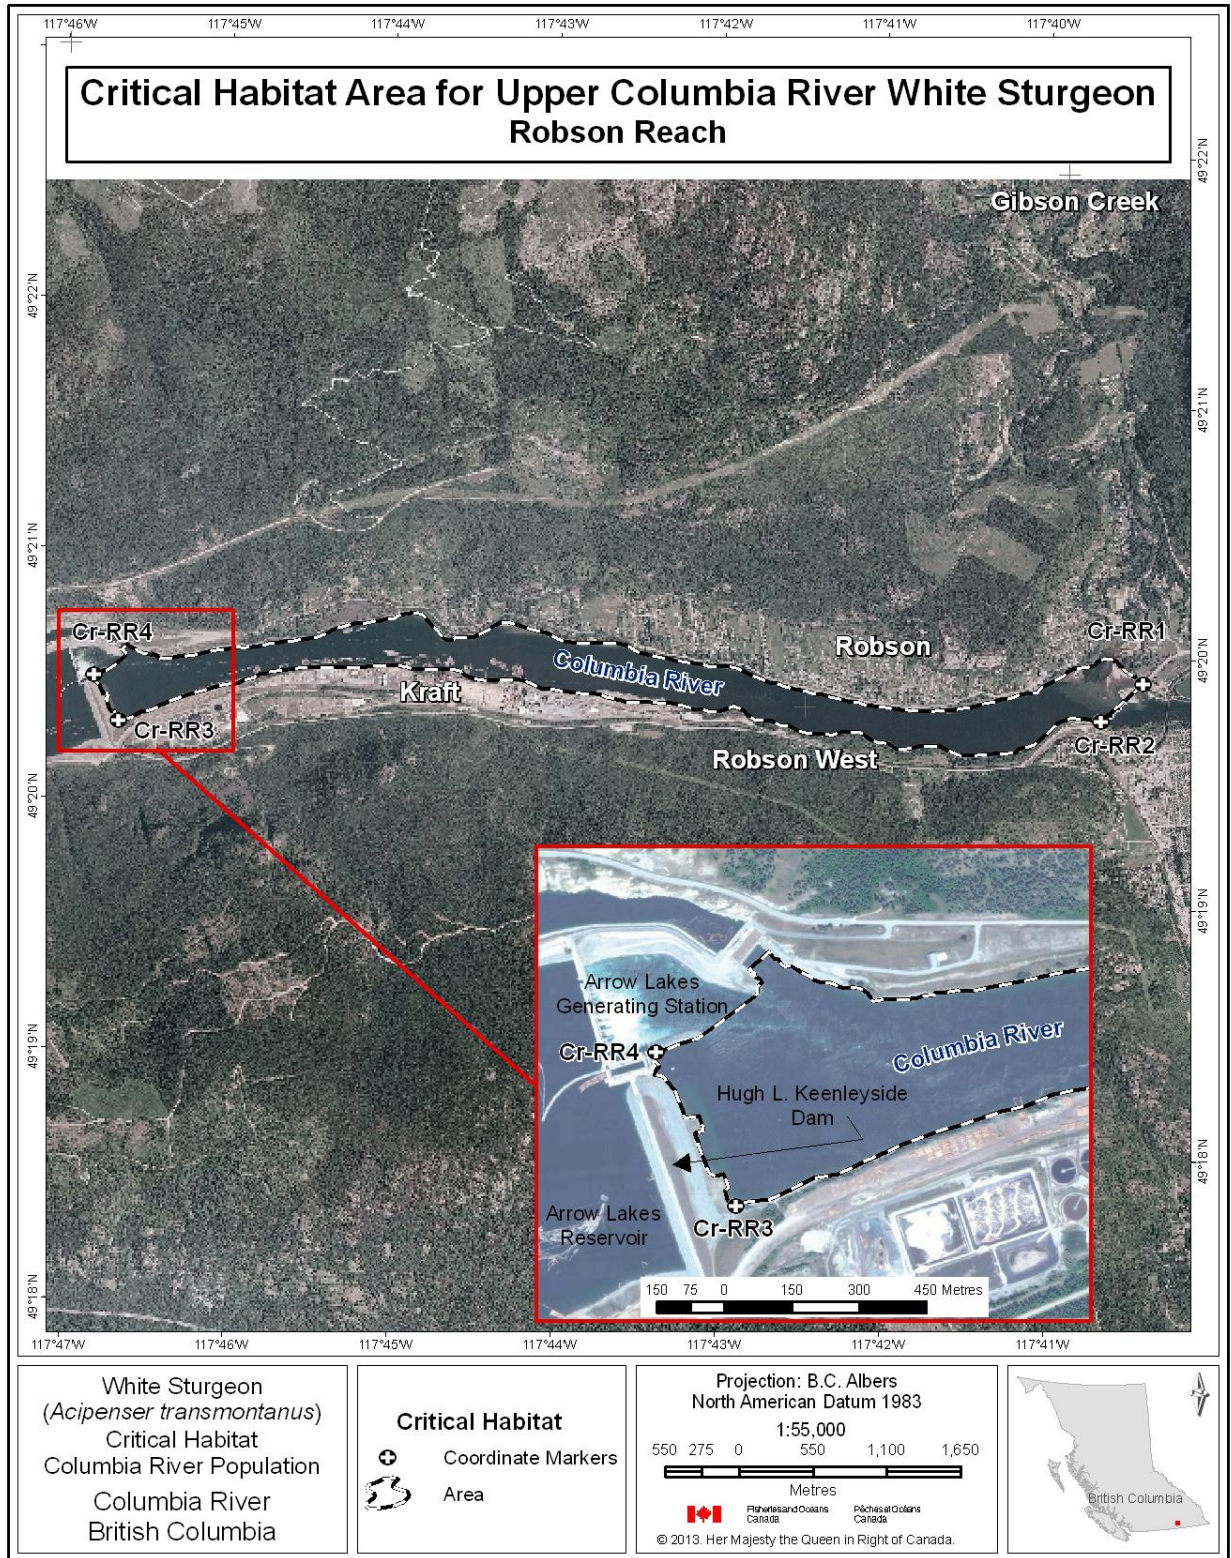 117°46'W 117°45'W 117°44'W 117°43'W 117°42'W 117°41'W 117°40'W
Critical Habitat Area for Upper Columbia River White Sturgeon
Robson Reach
49°22'N
Gibson Creek
49°22'N
49°21'N
49°21'N
Cr-RR4
Cr-RR1
Robson
49°20'N
Columbia River
Kraft
Cr-RR3
Cr-RR2
Robson West
49°20'N
49°19'N
Arrow Lakes
Generating Station
Columbia River
49°19'N
Cr-RR4
Hugh L. Keenleyside
Dam
49°18'N
Arrow Lakes
Reservoir
Cr-RR3
150 75 0 150 300 450 Metres
49°18'N
117°47'W 117°46'W 117°45'W 117°44'W 117°43'W 117°42'W 117°41'W
White Sturgeon
(Acipenser transmontanus)
Critical Habitat
Columbia River Population
Columbia River
British Columbia
Critical Habitat
Coordinate Markers
Area
Projection: B.C. Albers
North American Datum 1983
1:55,000
550 275 0 550 1,100 1,650
Metres
Fisheries and Oceans
Canada
Pêches et Océans
Canada
© 2013. Her Majesty the Queen in Right of Canada.
British Columbia